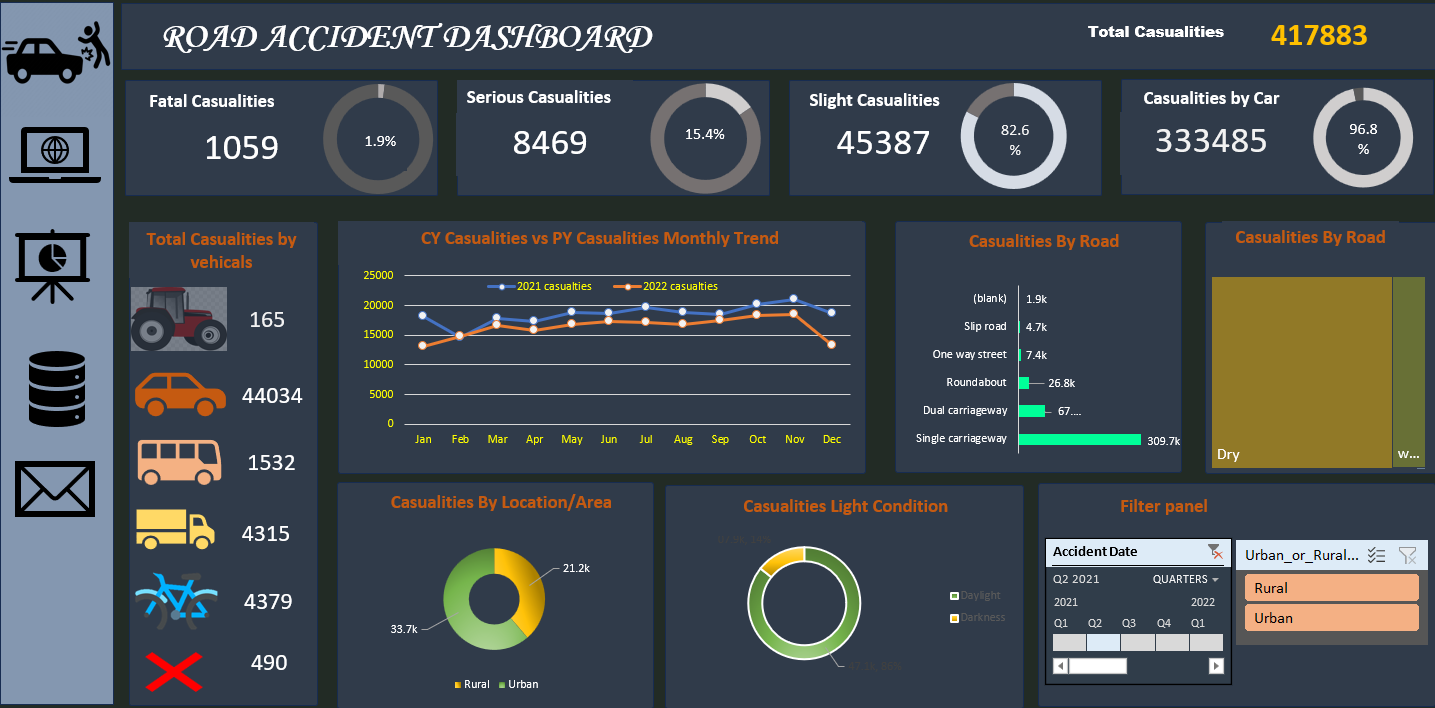 ROAD ACCIDENT DASHBOARD
Total Casualities
417883
Fatal Casualities
1059
1.9%
Serious Casualities
8469
15.4%
Slight Casualities
45387
82.6
%
Casualities by Car
333485
96.8
%
Total Casualities by
vehicals
165
44034
1532
4315
4379
490
CY Casualities vs PY Casualities Monthly Trend
2021 casualties
2022 casualties
25000
20000
15000
10000
5000
0
Jan Feb Mar Apr May Jun Jul Aug Sep Oct Nov Dec
Casualities By Road
(blank) 1.9k
Slip road 4.7k
One way street 7.4k
Roundabout 26.8k
Dual carriageway 67....
Single carriageway 309.7k
Casualities By Road
Dry
w...
Casualities By Location/Area
21.2k
33.7k
Rural Urban
Casualities Light Condition
Daylight
Darkness
Filter panel
Accident Date
Q2 2021 QUARTERS
2021 2022
Q1 Q2 Q3 Q4 Q1
Urban_or_Rural...
Rural
Urban